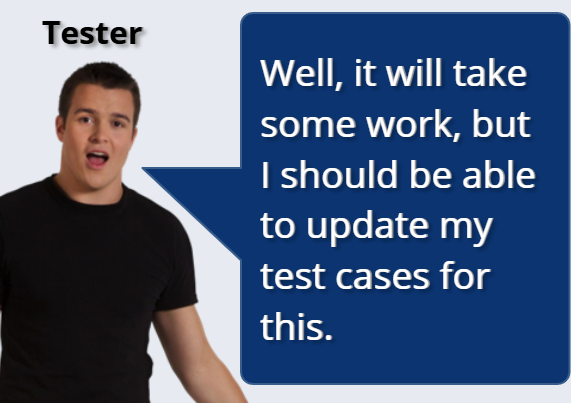 Tester
Well, it will take
some work, but
I should be able
to update my
test cases for
this.